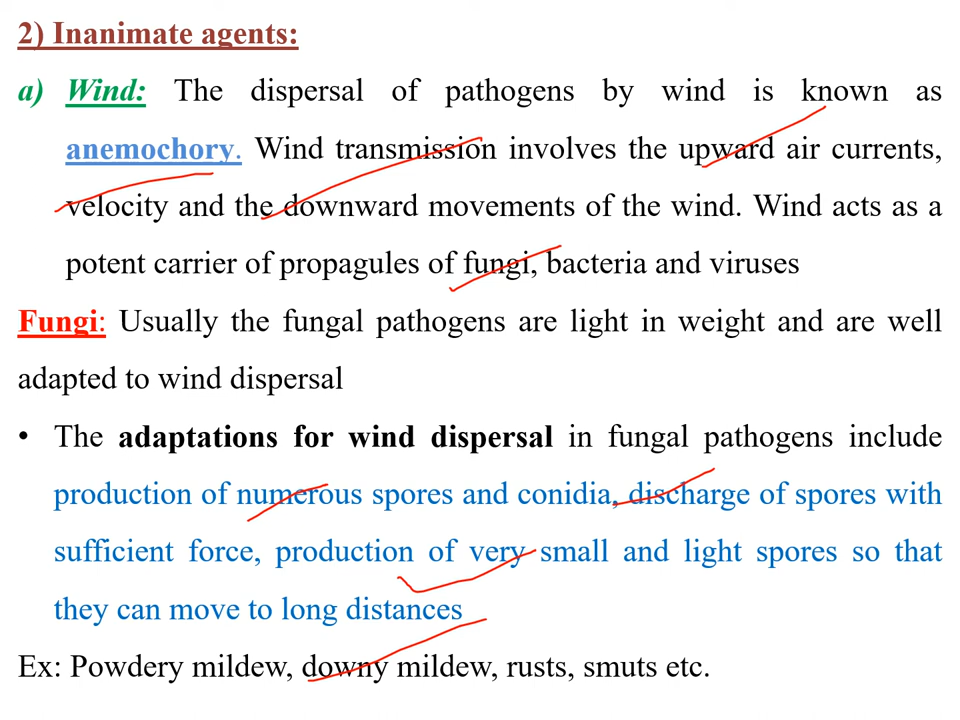 2) Inanimate agents:
a) Wind: The dispersal of pathogens by wind is known as
anemochory. Wind transmission involves the upward air currents,
velocity and the downward movements of the wind. Wind acts as a
potent carrier of propagules of fungi, bacteria and viruses
Fungi: Usually the fungal pathogens are light in weight and are well
adapted to wind dispersal
• The adaptations for wind dispersal in fungal pathogens include
production of numerous spores and conidia, discharge of spores with
sufficient force, production of very small and light spores so that
they can move to long distances
Ex: Powdery mildew, downy mildew, rusts, smuts etc.